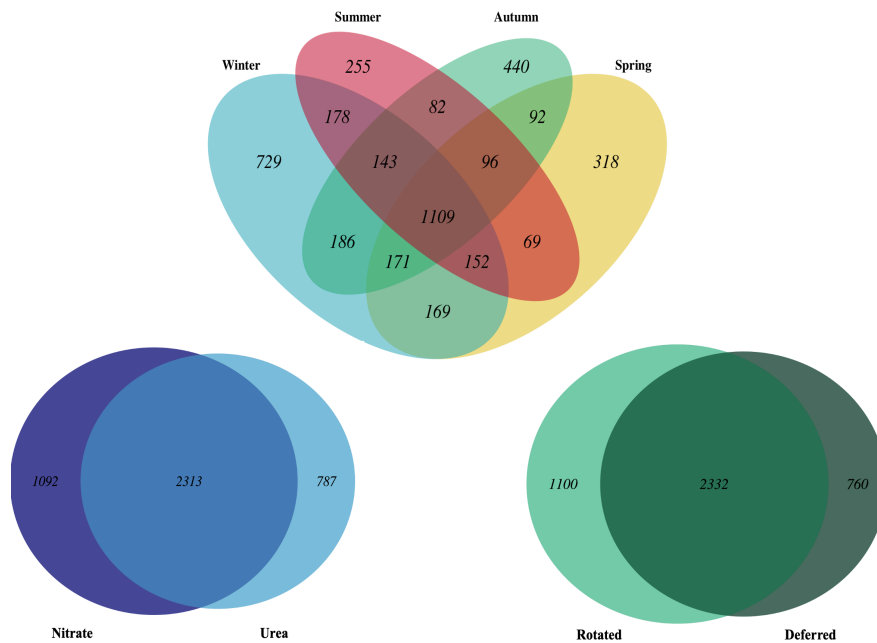 Summer
Autumn
Winter
Spring
255
440
82
178
92
729
143
96
318
1109
186
171
152
69
169
1092
2313
787
1100
2332
760
Nitrate
Urea
Rotated
Deferred